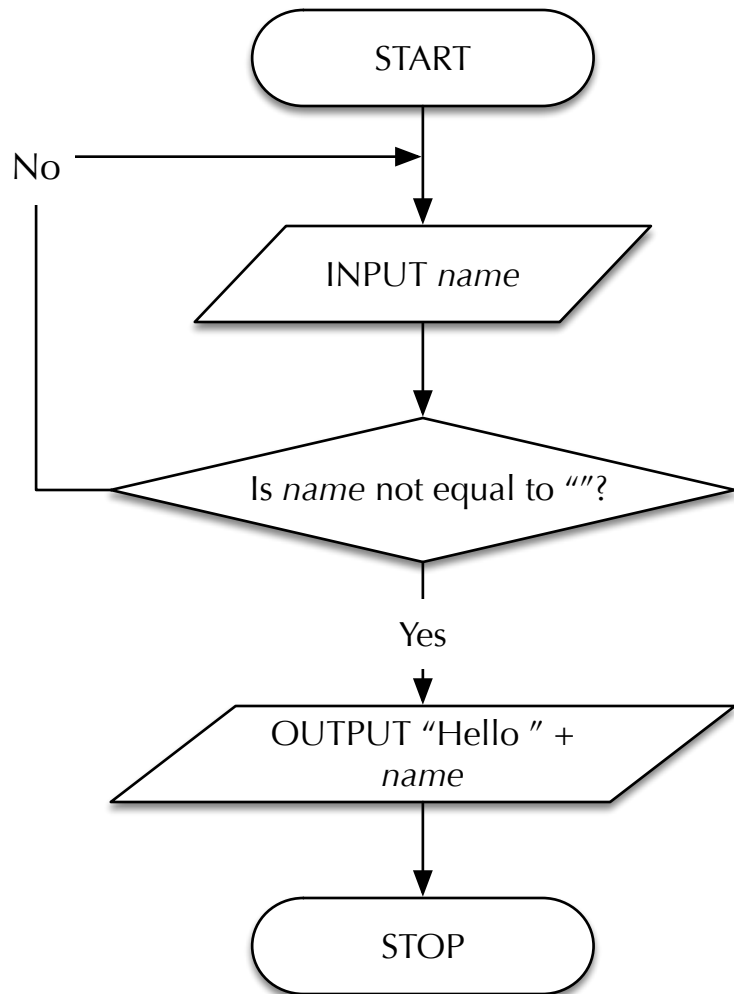 START
No
INPUT name
Is name not equal to “”?
Yes
OUTPUT “Hello ” +
name
STOP